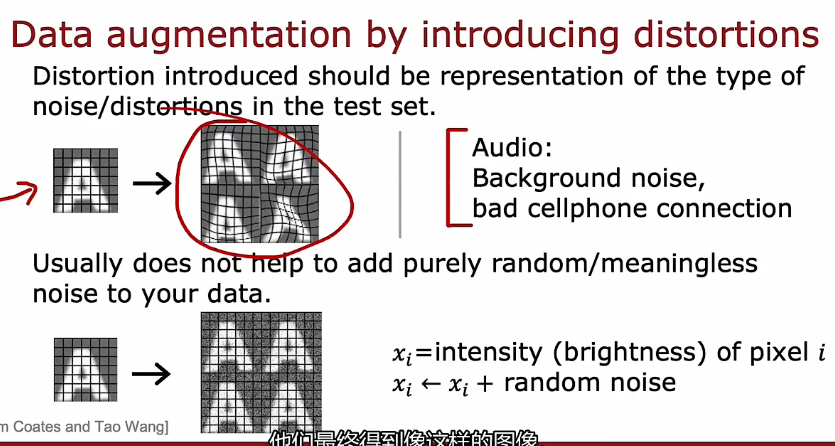 Data augmentation by introducing distortions
Distortion introduced should be representation of the type of
noise/distortions in the test set.
Audio:
Background noise,
bad cellphone connection
Usually does not help to add purely random/meaningless
noise to your data.
x_i=intensity (brightness) of pixel i
x_i ← x_i + random noise
m Coates and Tao Wang]
他们最终得到像这样的图像